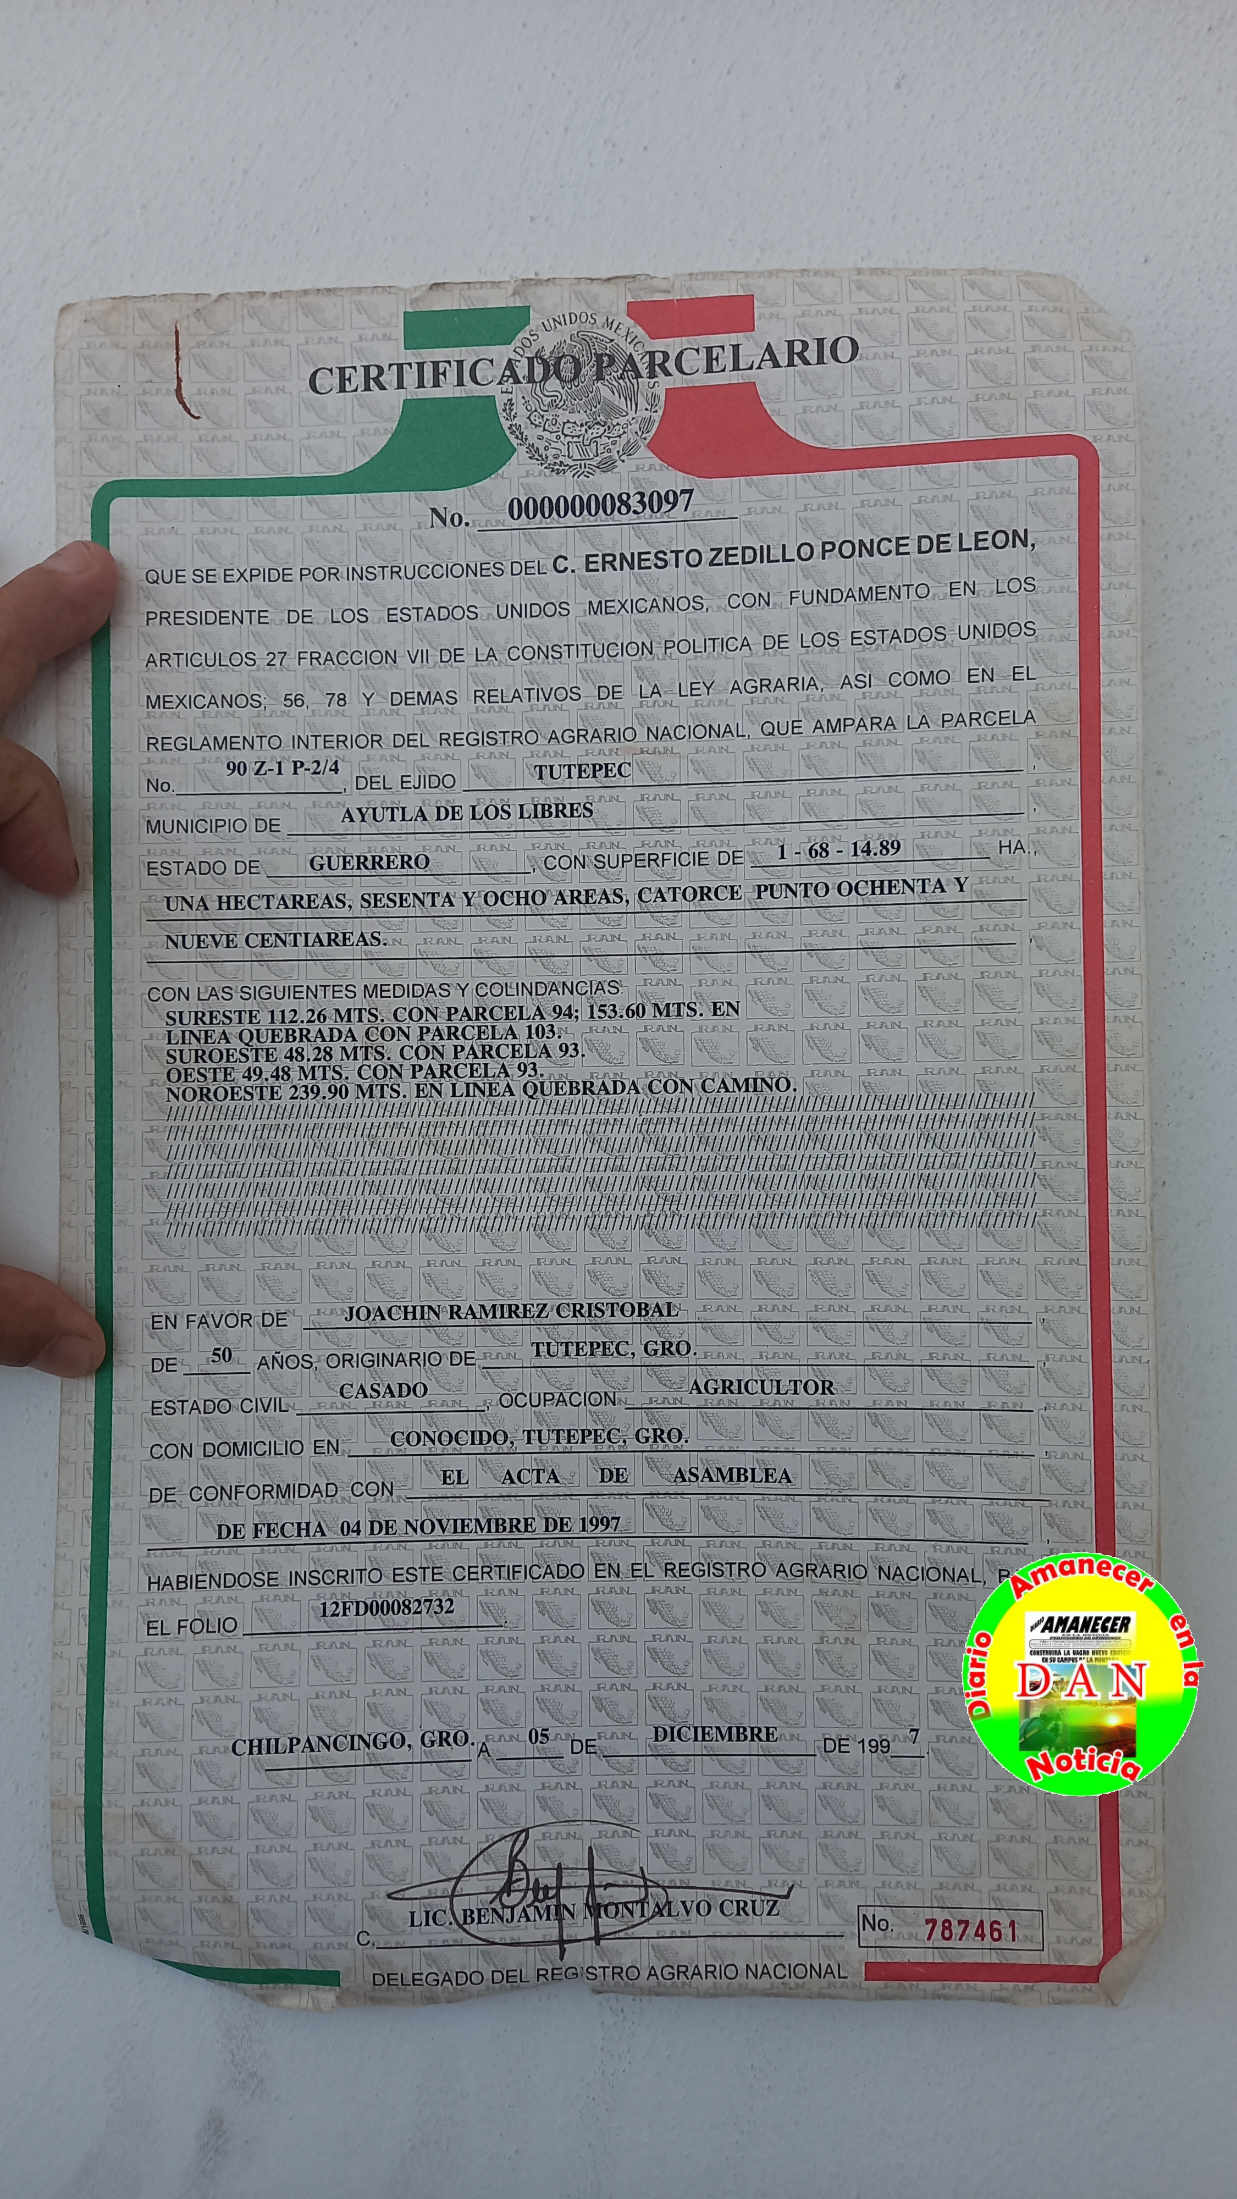 ESTADOS UNIDOS MEXICANOS
CERTIFICADO PARCELARIO
No. 000000083097
QUE SE EXPIDE POR INSTRUCCIONES DEL C. ERNESTO ZEDILLO PONCE DE LEON,
PRESIDENTE DE LOS ESTADOS UNIDOS MEXICANOS, CON FUNDAMENTO EN LOS
ARTICULOS 27 FRACCION VII DE LA CONSTITUCION POLITICA DE LOS ESTADOS UNIDOS
MEXICANOS; 56, 78 Y DEMAS RELATIVOS DE LA LEY AGRARIA, ASI COMO EN EL
REGLAMENTO INTERIOR DEL REGISTRO AGRARIO NACIONAL, QUE AMPARA LA PARCELA
No. 90 Z-1 P-2/4, DEL EJIDO TUTEPEC,
MUNICIPIO DE AYUTLA DE LOS LIBRES,
ESTADO DE GUERRERO, CON SUPERFICIE DE 1 - 68 - 14.89 HA.,
UNA HECTAREAS, SESENTA Y OCHO AREAS, CATORCE PUNTO OCHENTA Y
NUEVE CENTIAREAS.
CON LAS SIGUIENTES MEDIDAS Y COLINDANCIAS:
SURESTE 112.26 MTS. CON PARCELA 94; 153.60 MTS. EN
LINEA QUEBRADA CON PARCELA 103.
SUROESTE 48.28 MTS. CON PARCELA 93.
OESTE 49.48 MTS. CON PARCELA 93.
NOROESTE 239.90 MTS. EN LINEA QUEBRADA CON CAMINO.
EN FAVOR DE JOACHIN RAMIREZ CRISTOBAL,
DE 50 AÑOS, ORIGINARIO DE TUTEPEC, GRO.,
ESTADO CIVIL CASADO, OCUPACION AGRICULTOR,
CON DOMICILIO EN CONOCIDO, TUTEPEC, GRO.,
DE CONFORMIDAD CON EL ACTA DE ASAMBLEA
DE FECHA 04 DE NOVIEMBRE DE 1997,
HABIENDOSE INSCRITO ESTE CERTIFICADO EN EL REGISTRO AGRARIO NACIONAL,
EL FOLIO 12FD00082732.
CHILPANCINGO, GRO. A 05 DE DICIEMBRE DE 1997.
LIC. BENJAMIN MONTALVO CRUZ
C.
DELEGADO DEL REGISTRO AGRARIO NACIONAL
No. 787461
Diario Amanecer en la Noticia
AMANECER
DAN